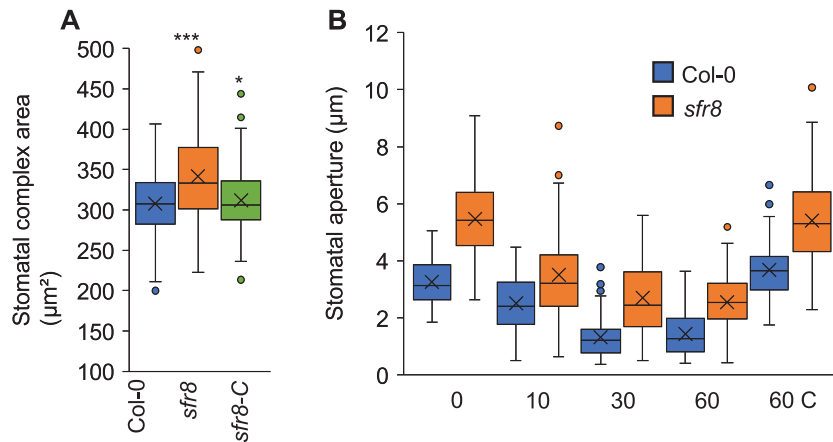 A
Stomatal complex area
(µm²)
500
450
400
350
300
250
200
150
100
***
*
Col-0
sfr8
sfr8-C
B
Stomatal aperture (µm)
12
10
8
6
4
2
0
Col-0
sfr8
0 10 30 60 60 C